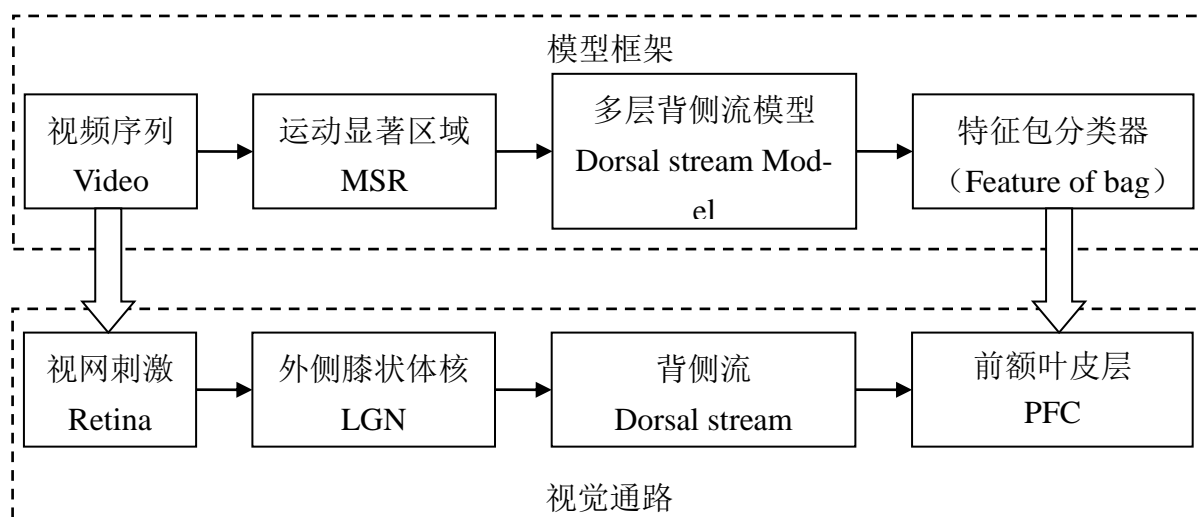 模型框架
视频序列
Video
运动显著区域
MSR
多层背侧流模型
Dorsal stream Mod-
el
特征包分类器
（Feature of bag）
视网刺激
Retina
外侧膝状体核
LGN
背侧流
Dorsal stream
前额叶皮层
PFC
视觉通路